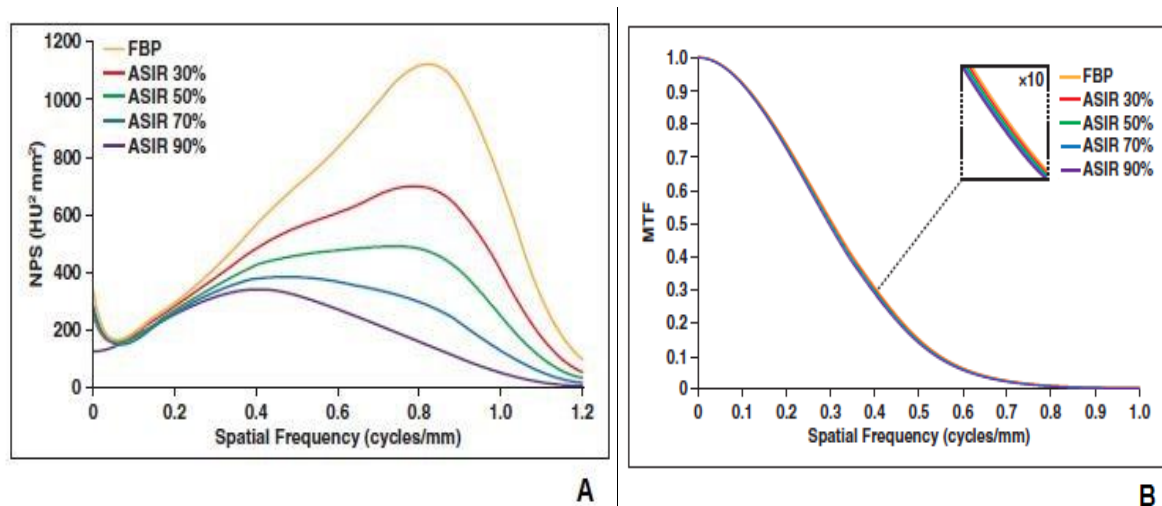 1200
1000
800
600
400
200
0
NPS (HU² mm²)
FBP
ASIR 30%
ASIR 50%
ASIR 70%
ASIR 90%
0 0.2 0.4 0.6 0.8 1.0 1.2
Spatial Frequency (cycles/mm)
A
1.0
0.9
0.8
0.7
0.6
0.5
0.4
0.3
0.2
0.1
0
MTF
×10
FBP
ASIR 30%
ASIR 50%
ASIR 70%
ASIR 90%
0 0.1 0.2 0.3 0.4 0.5 0.6 0.7 0.8 0.9 1.0
Spatial Frequency (cycles/mm)
B